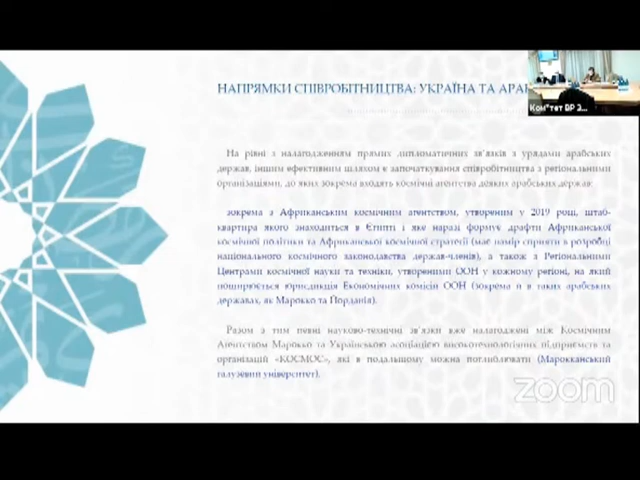 НАПРЯМКИ СПІВРОБІТНИЦТВА: УКРАЇНА ТА АРАБ
Ком*тет ВР З...
На рівні з налагодженням прямих дипломатичних зв'язків з урядами арабських
держав, іншим ефективним шляхом є започаткування співробітництва з регіональними
організаціями, до яких зокрема входять космічні агентства деяких арабських держав:
зокрема з Африканським космічним агентством, утвореним у 2019 році, штаб-
квартира якого знаходиться в Єгипті і яке наразі формує драфти Африканської
космічної політики та Африканської космічної стратегії (має намір сприяти в розробці
національного космічного законодавства держав-членів), а також з Регіональними
Центрами космічної науки та техніки, утвореними ООН у кожному регіоні, на який
поширюється юрисдикція Економічних комісій ООН (зокрема й в таких арабських
державах, як Марокко та Йорданія).
Разом з тим певні науково-технічні зв'язки вже налагоджені між Космічним
Агентством Марокко та Українською асоціацією високотехнологічних підприємств та
організацій «КОСМОС», які в подальшому можна поглиблювати (Марокканський
галузевий університет).
zoom